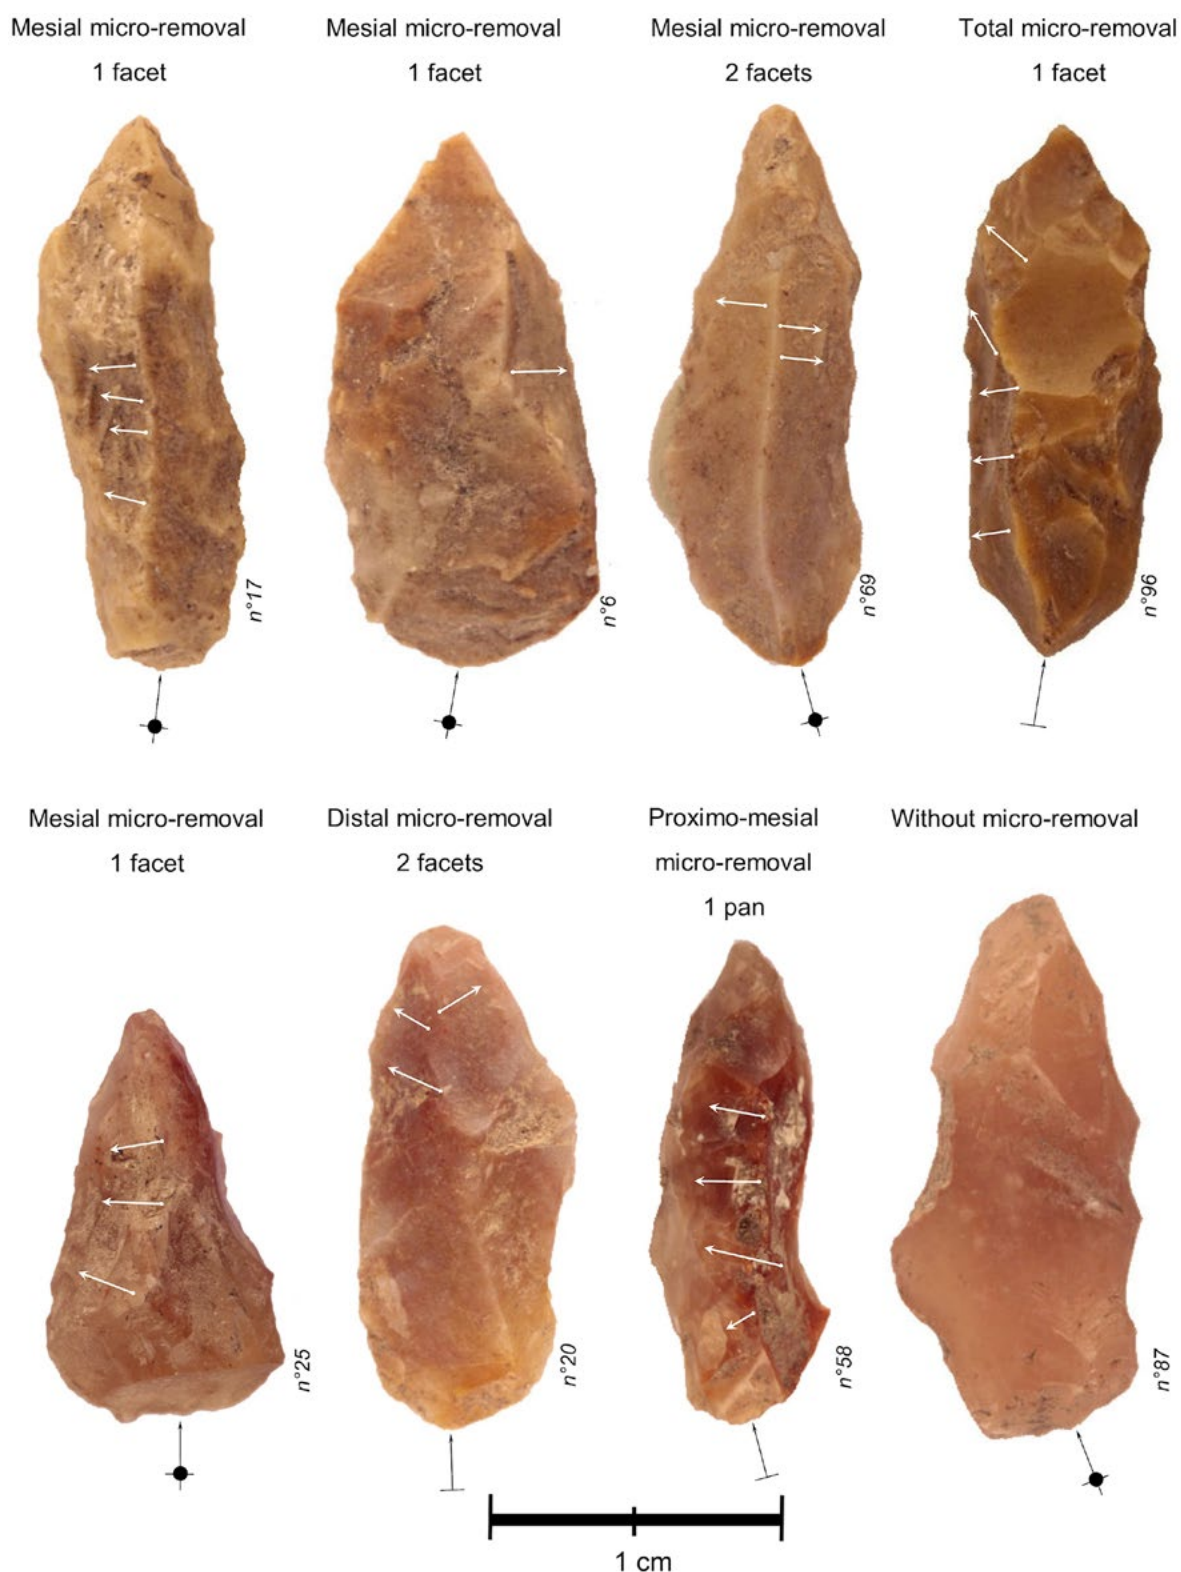 Mesial micro-removal
1 facet
Mesial micro-removal
1 facet
Mesial micro-removal
2 facets
Total micro-removal
1 facet
n°17
n°6
n°69
n°96
Mesial micro-removal
1 facet
Distal micro-removal
2 facets
Proximo-mesial
micro-removal
1 pan
Without micro-removal
n°25
n°20
n°58
n°87
1 cm